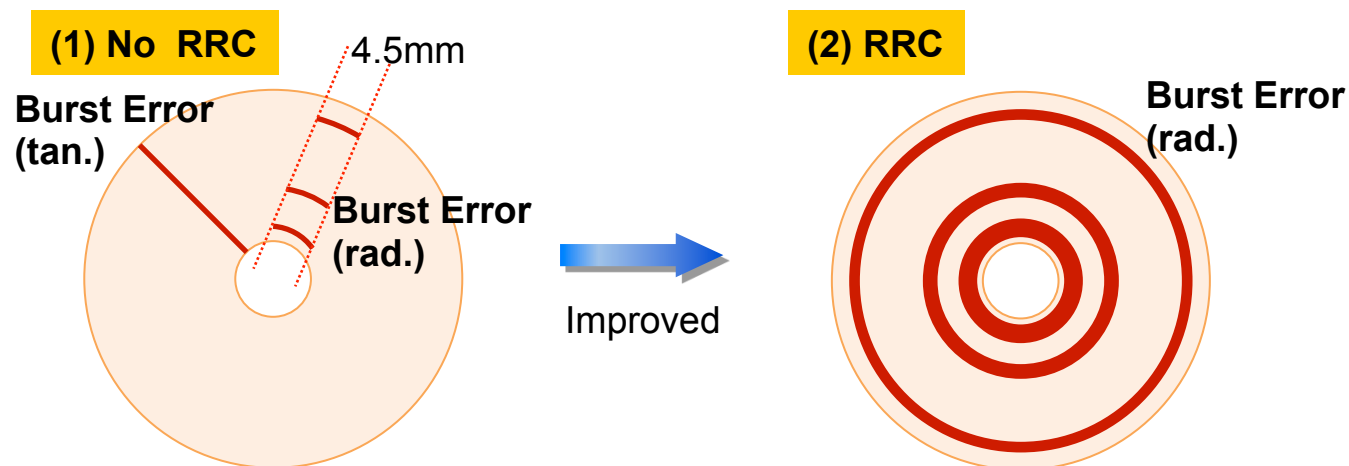 (1) No RRC
4.5mm
Burst Error
(tan.)
Burst Error
(rad.)
Improved
(2) RRC
Burst Error
(rad.)